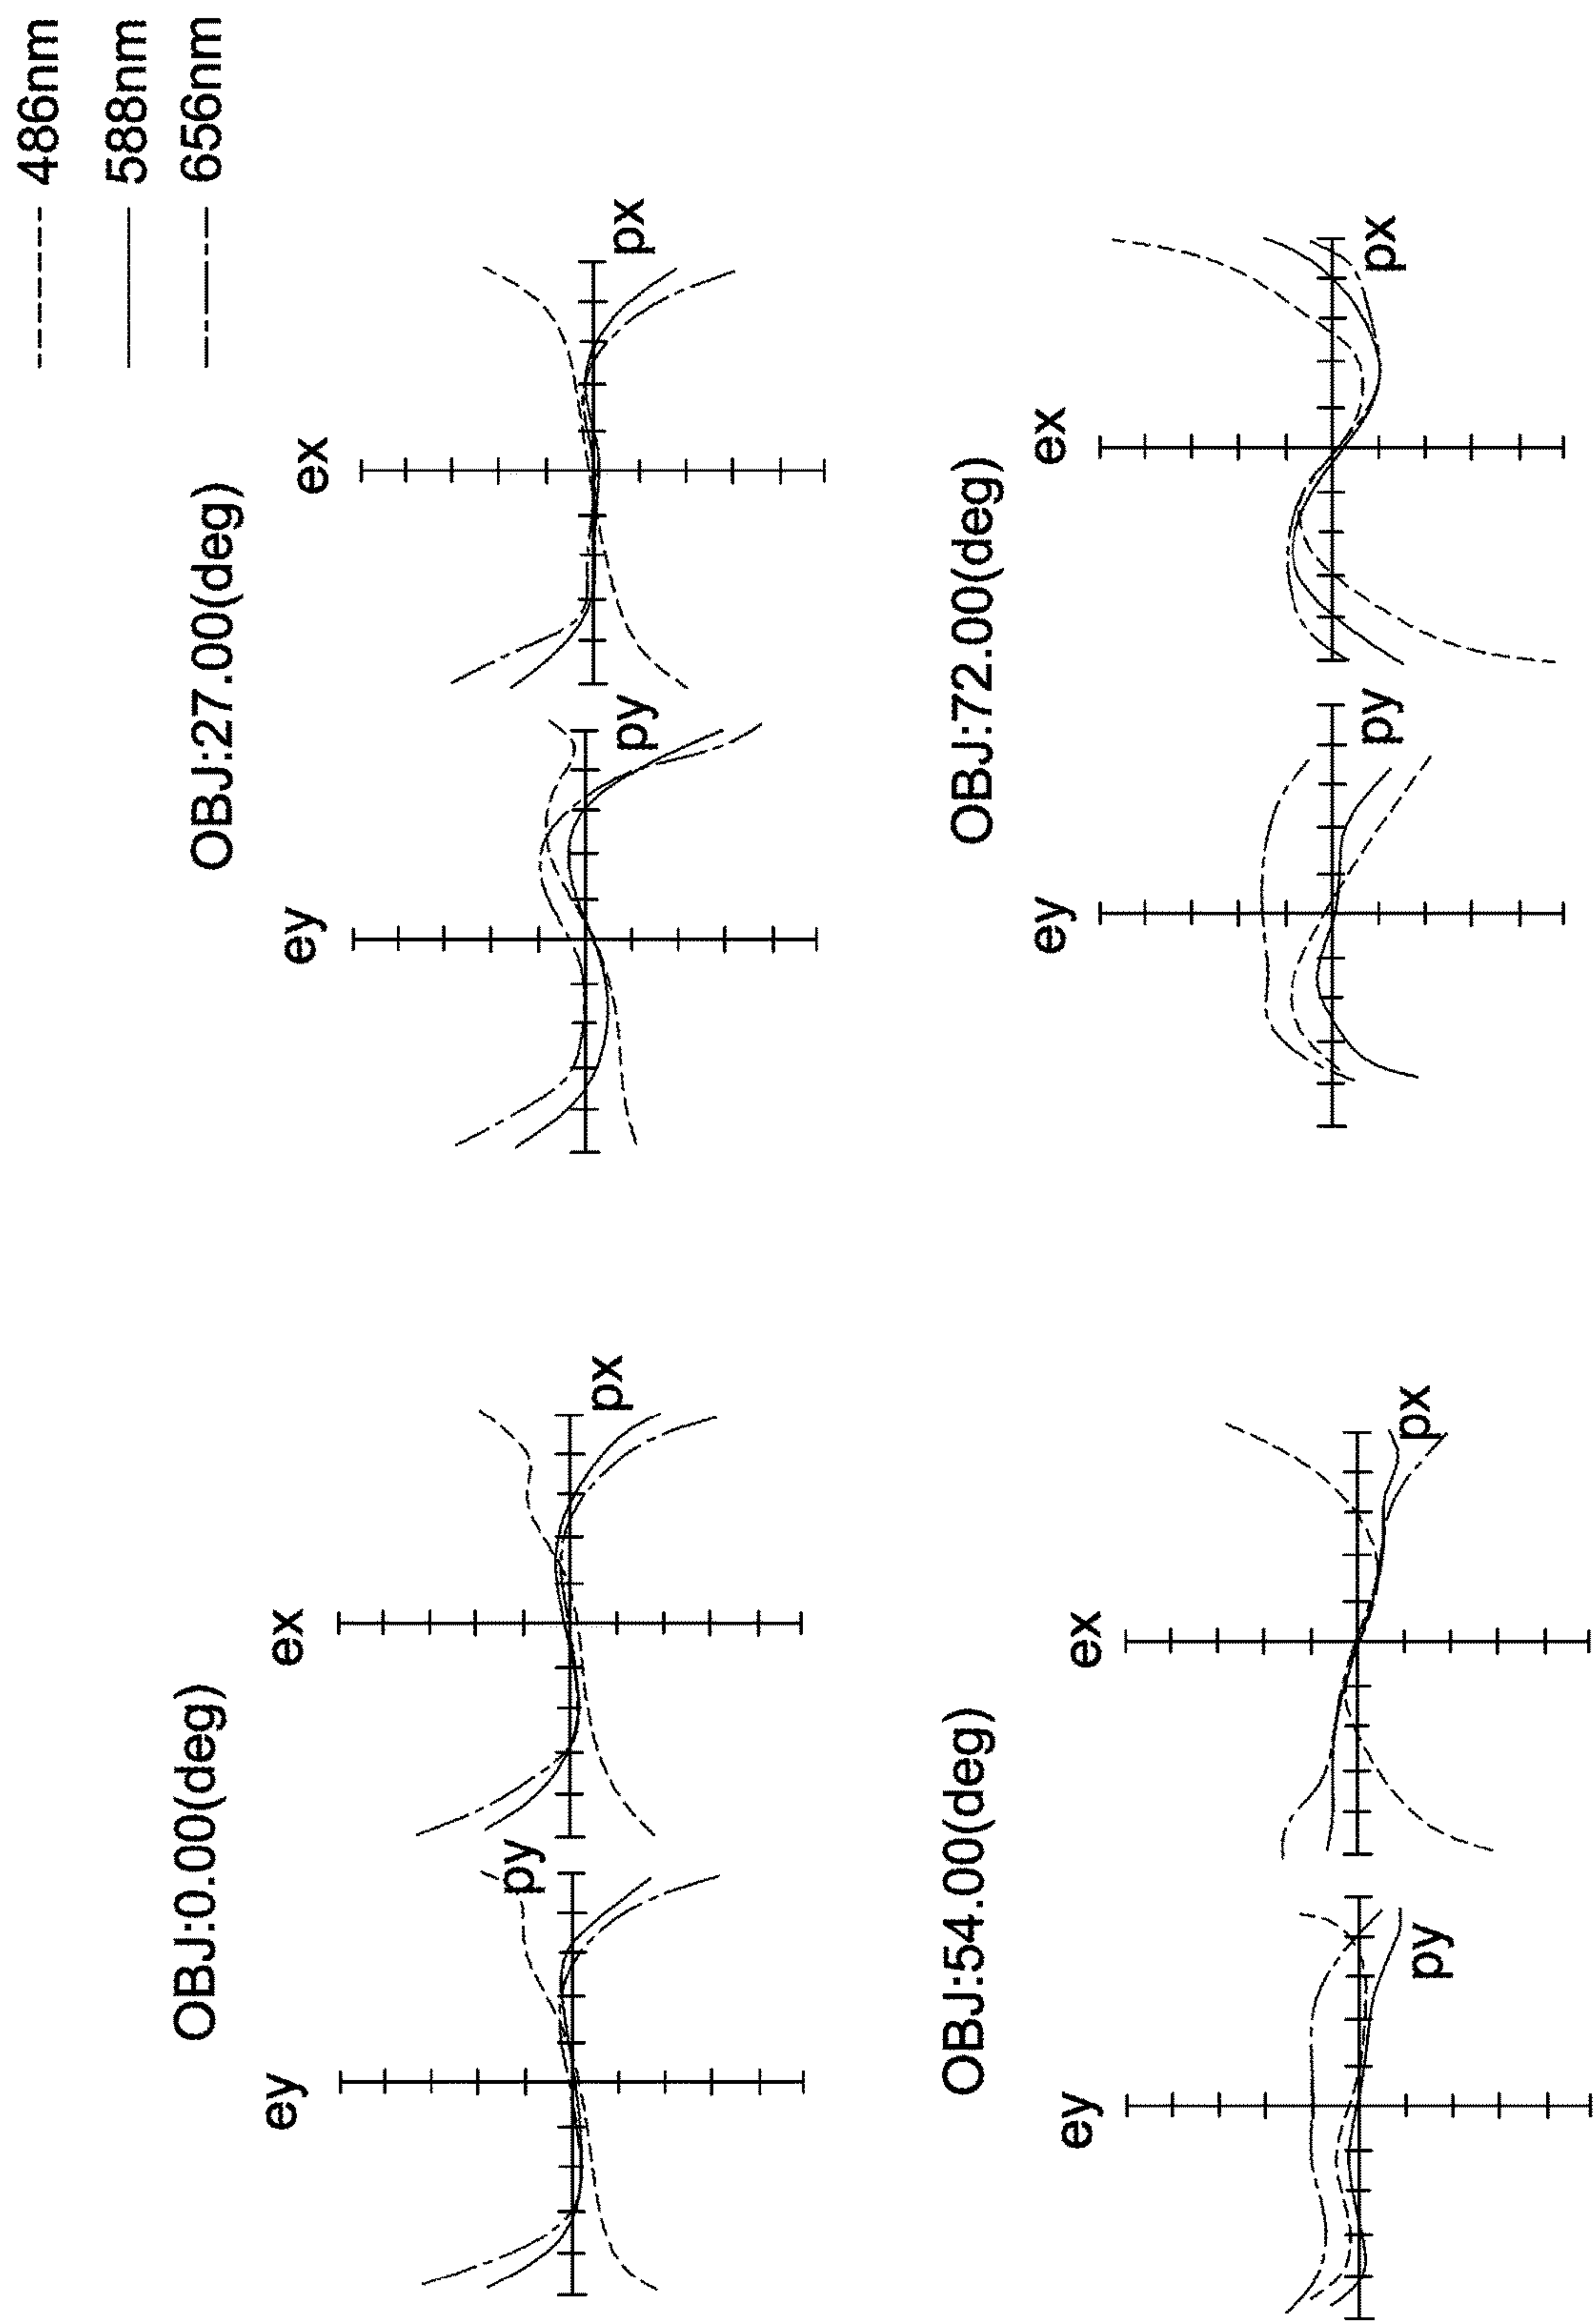 486nm
588nm
656nm
OBJ:0.00(deg)
ey
py
ex
px
OBJ:27.00(deg)
ey
py
ex
px
OBJ:54.00(deg)
ey
py
ex
px
OBJ:72.00(deg)
ey
py
ex
px